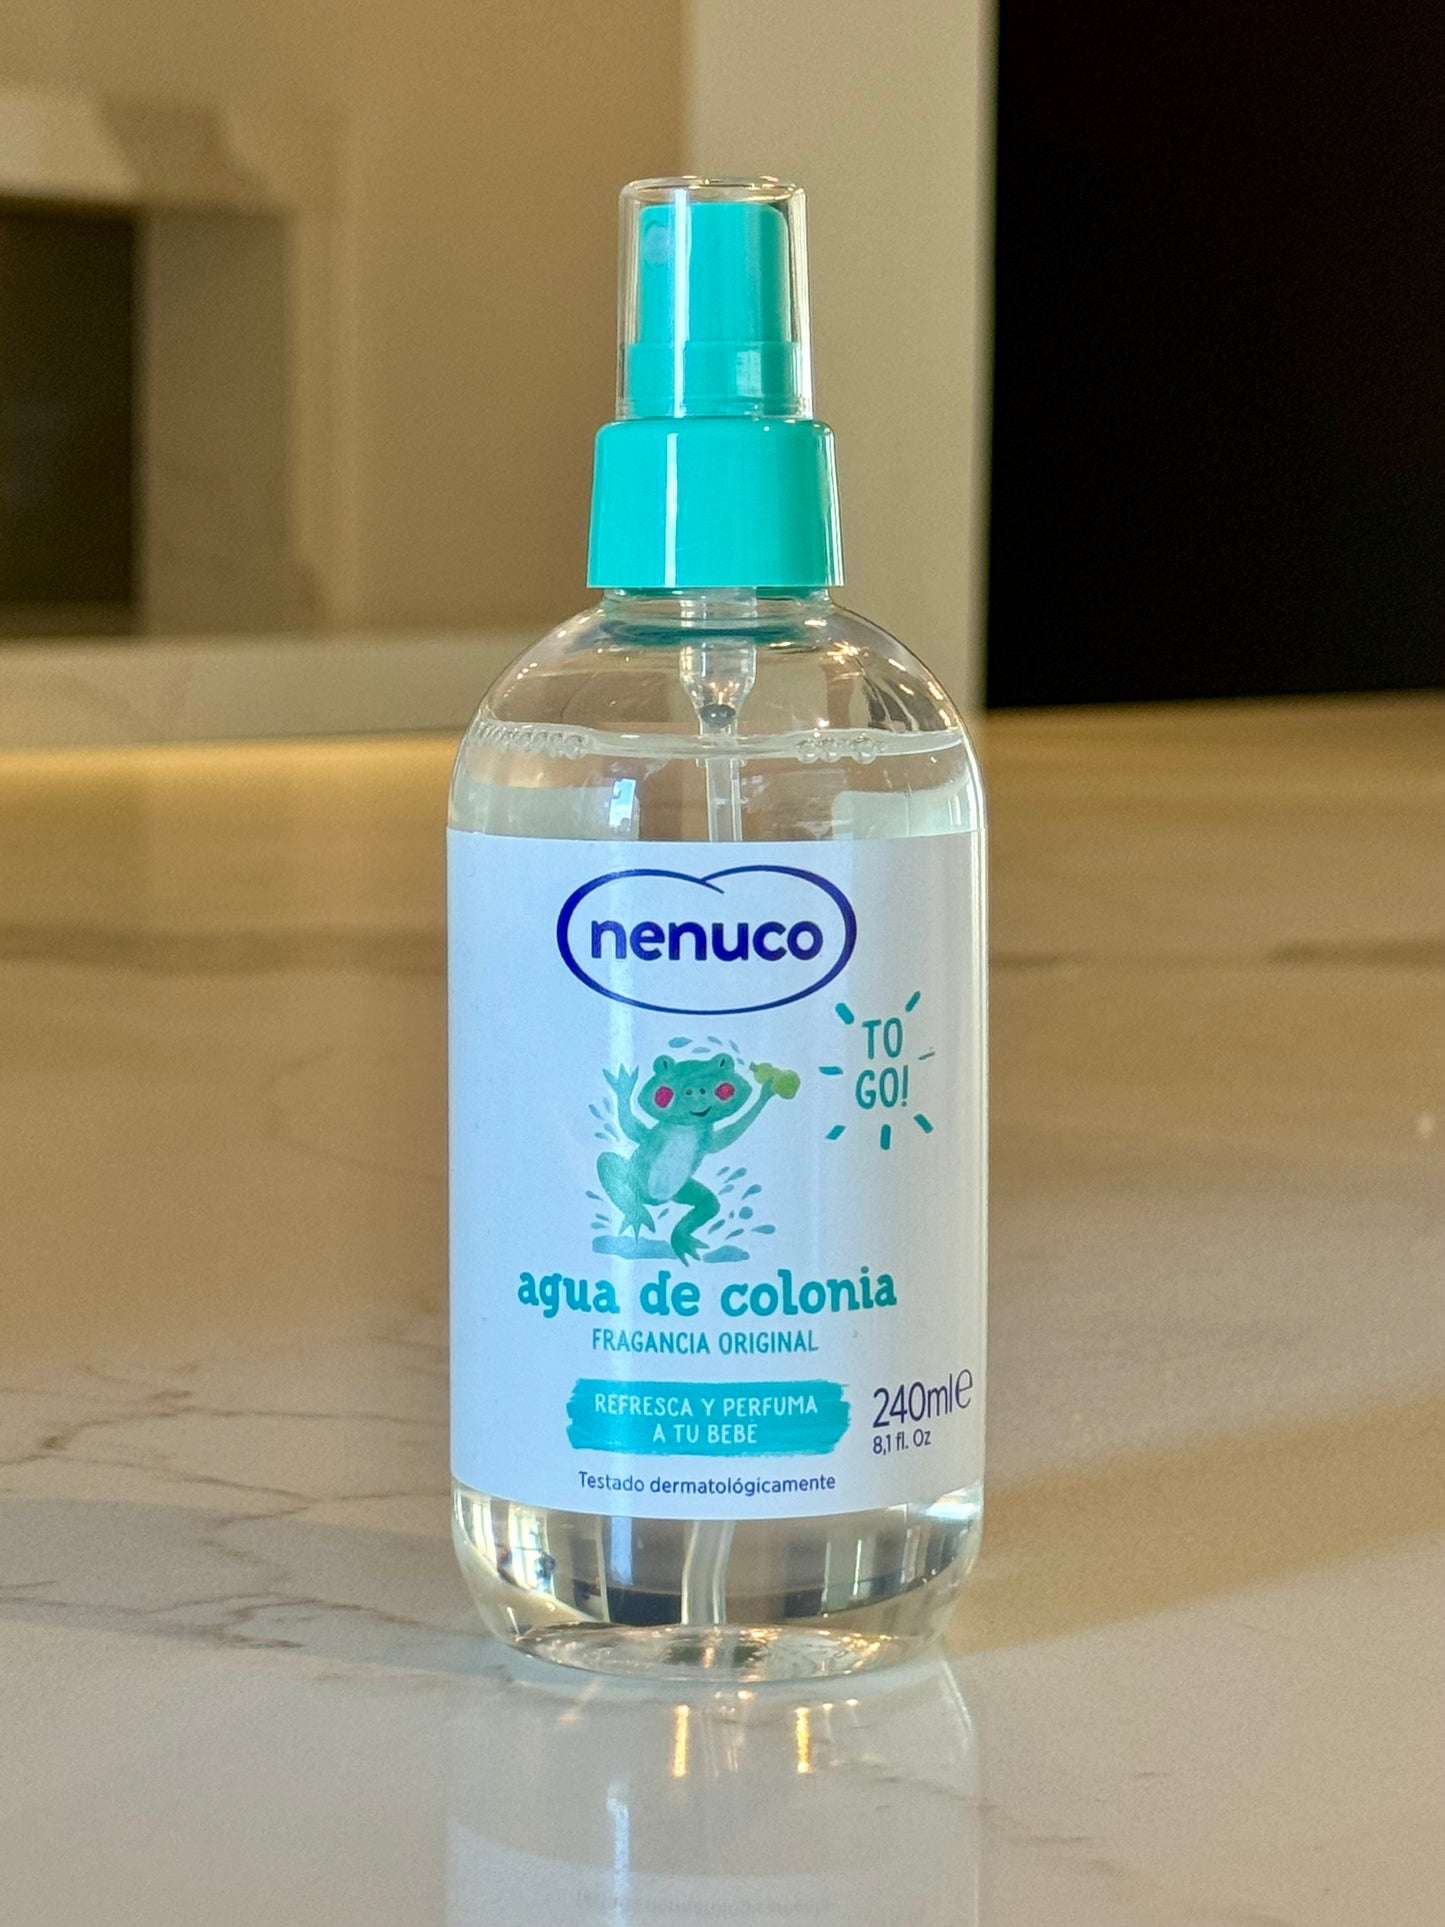 nenuco
TO
GO!
agua de colonia
FRAGANCIA ORIGINAL
REFRESCA Y PERFUMA
A TU BEBÉ
240ml℮
8,1 fl. Oz
Testado dermatológicamente